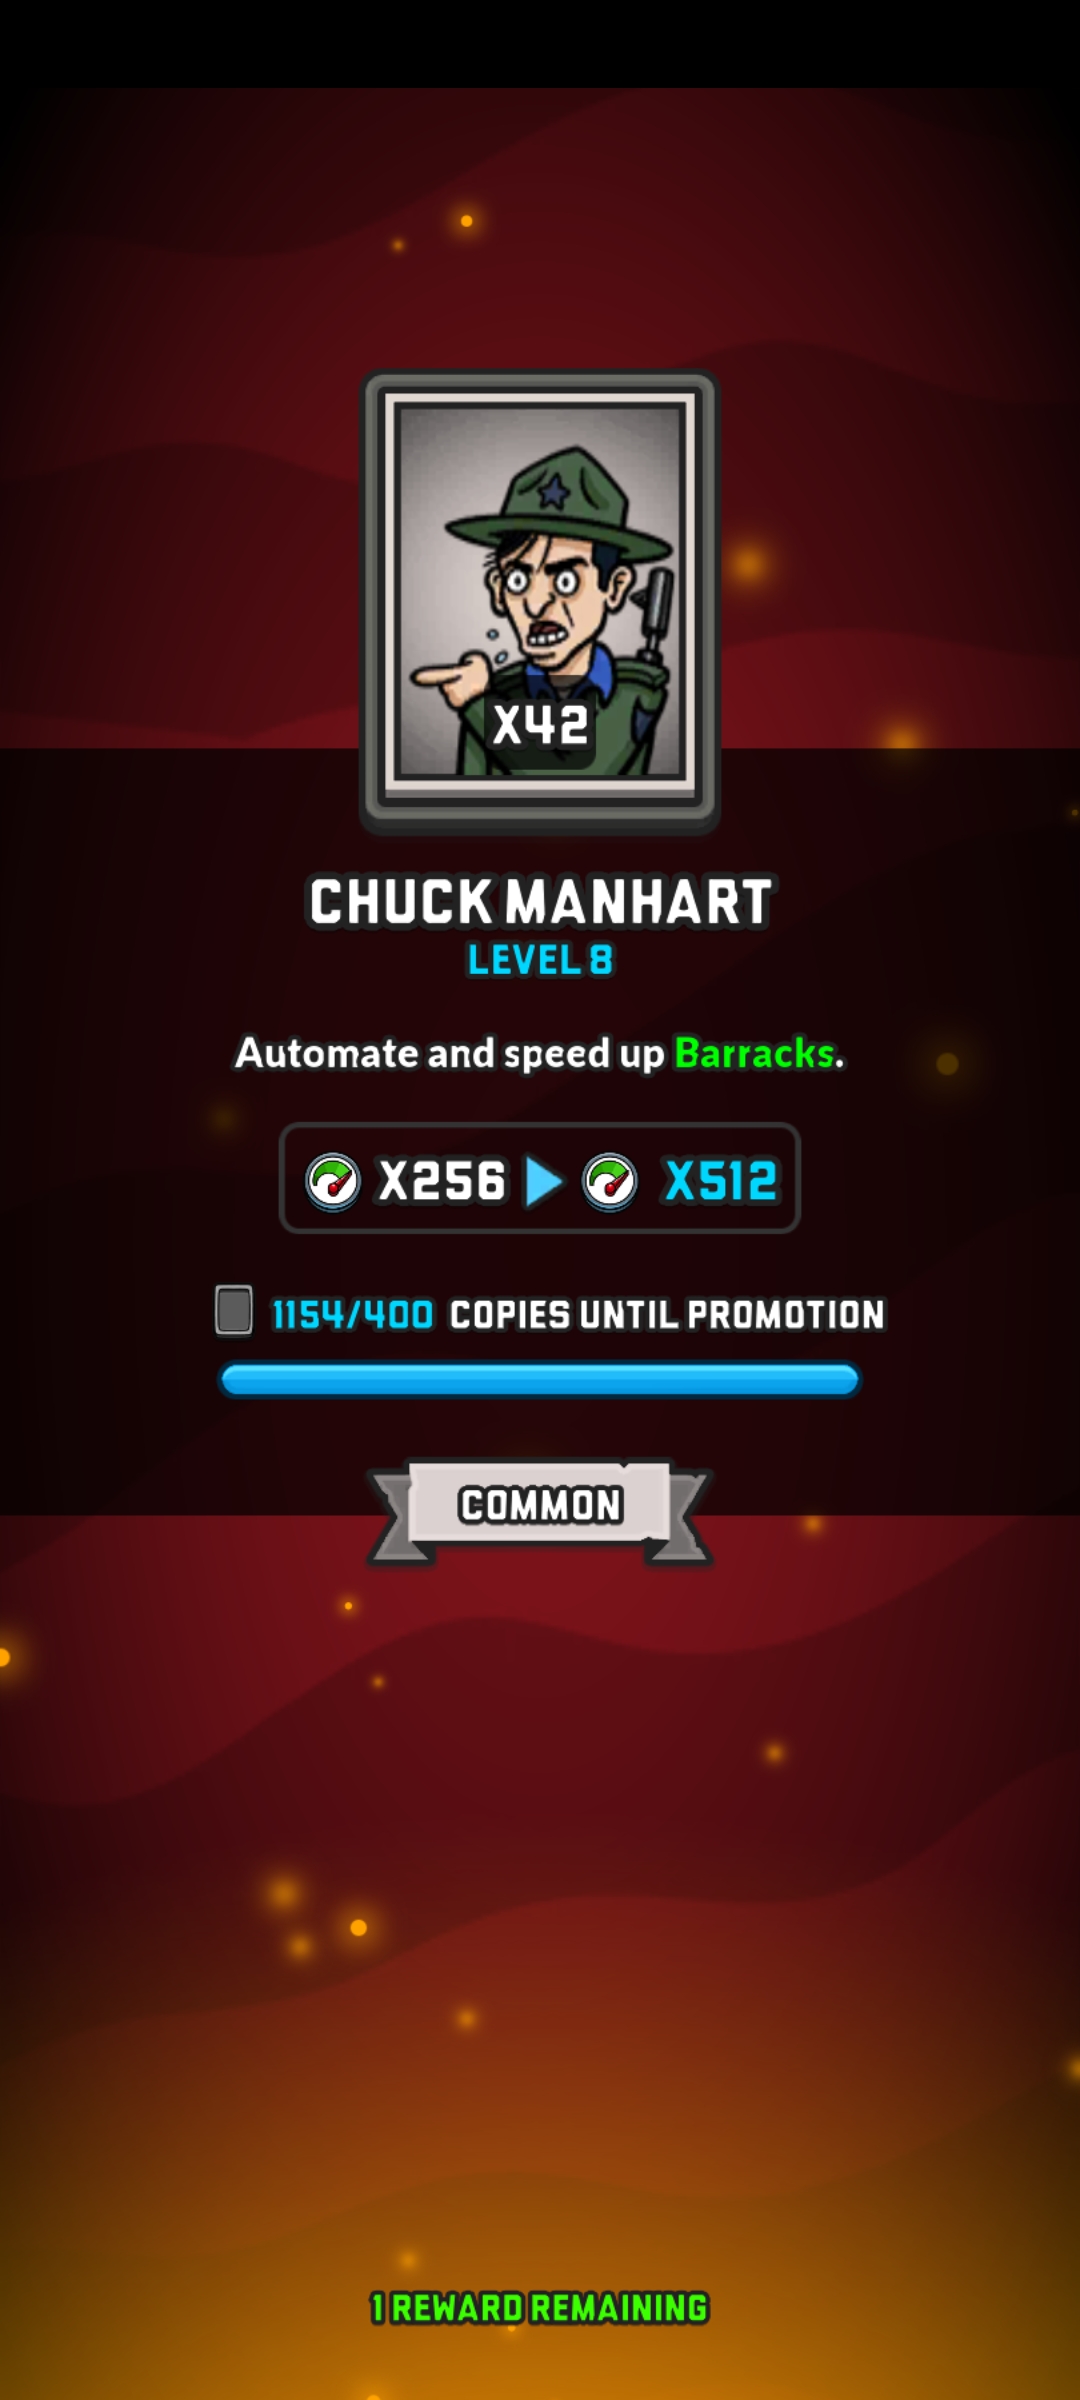 X42
CHUCK MANHART
LEVEL 8
Automate and speed up Barracks.
X256 X512
1154/400 COPIES UNTIL PROMOTION
COMMON
1 REWARD REMAINING